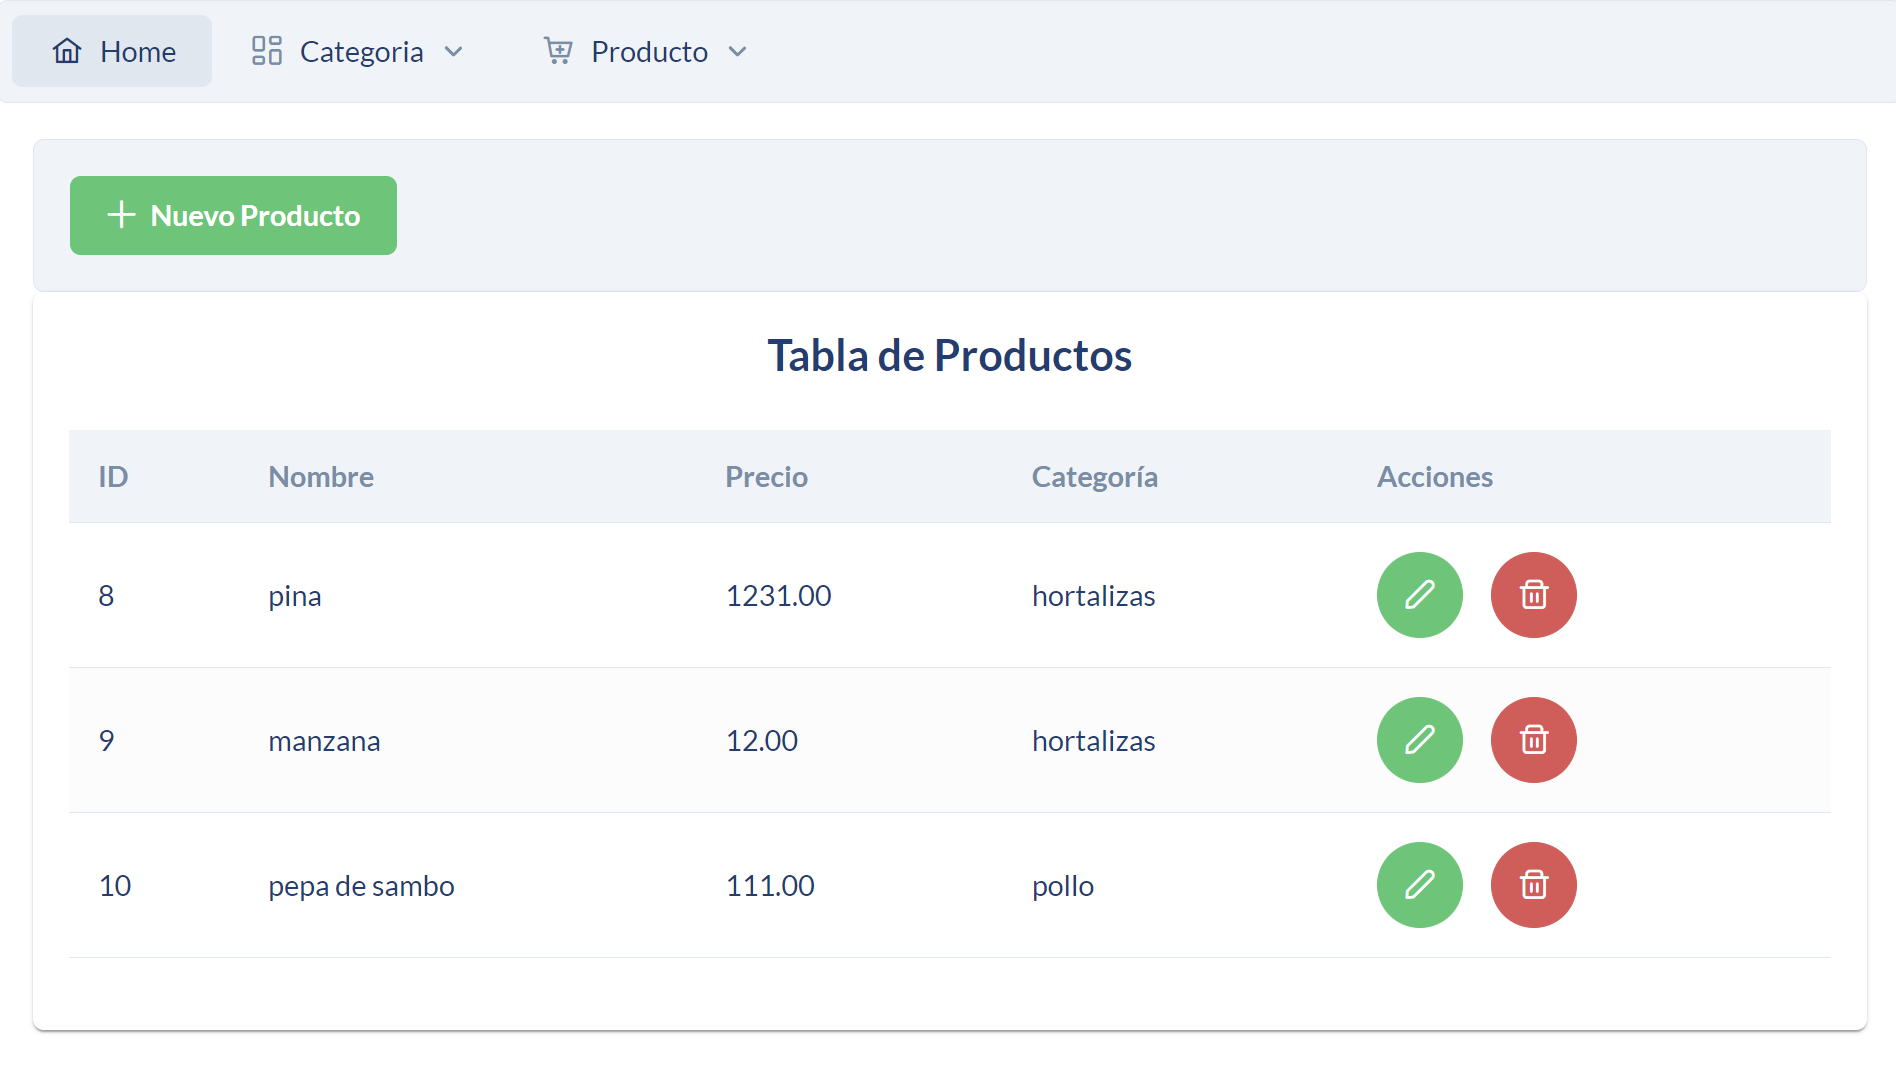 Home Categoria Producto
Nuevo Producto
Tabla de Productos
ID Nombre Precio Categoría Acciones
8 pina 1231.00 hortalizas
9 manzana 12.00 hortalizas
10 pepa de sambo 111.00 pollo